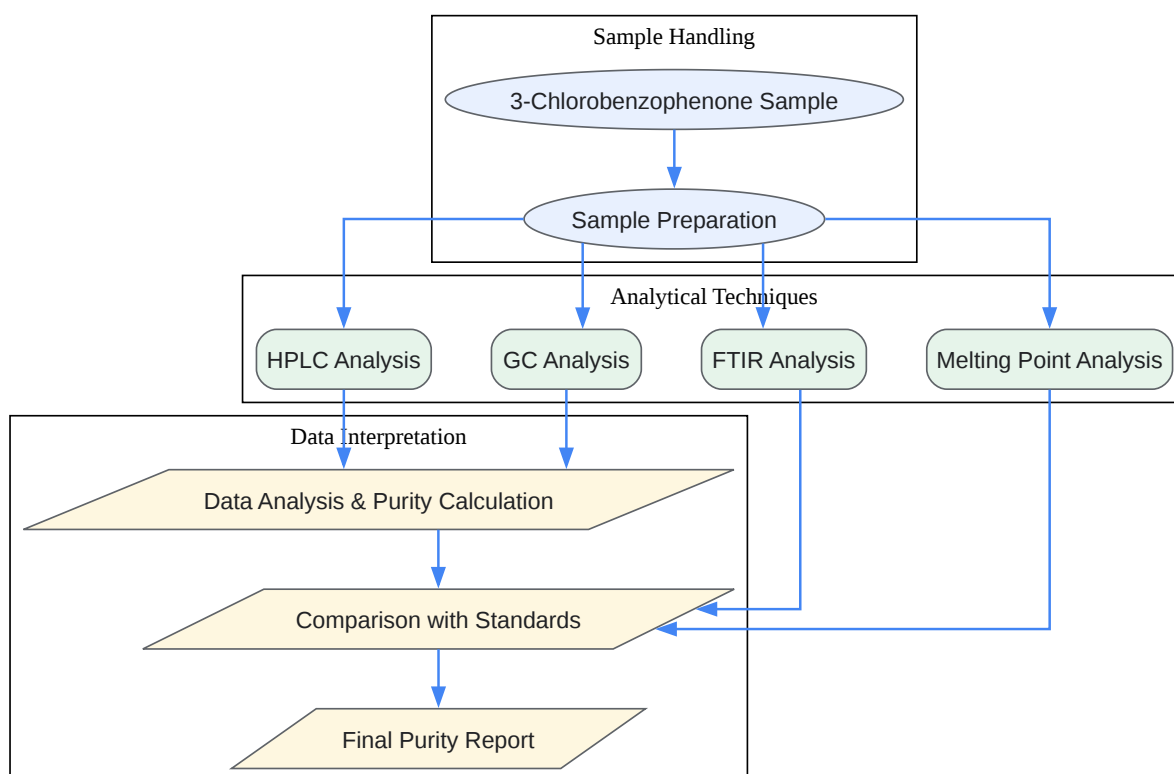 Sample Handling
3-Chlorobenzophenone Sample
Sample Preparation
Analytical Techniques
HPLC Analysis
GC Analysis
FTIR Analysis
Melting Point Analysis
Data Interpretation
Data Analysis & Purity Calculation
Comparison with Standards
Final Purity Report